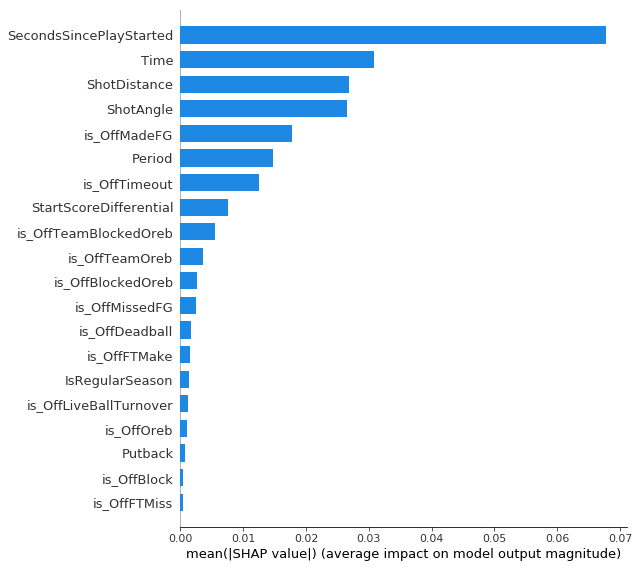 SecondsSincePlayStarted
Time
ShotDistance
ShotAngle
is_OffMadeFG
Period
is_OffTimeout
StartScoreDifferential
is_OffTeamBlockedOreb
is_OffTeamOreb
is_OffBlockedOreb
is_OffMissedFG
is_OffDeadball
is_OffFTMake
IsRegularSeason
is_OffLiveBallTurnover
is_OffOreb
Putback
is_OffBlock
is_OffFTMiss
0.00 0.01 0.02 0.03 0.04 0.05 0.06 0.07
mean(|SHAP value|) (average impact on model output magnitude)